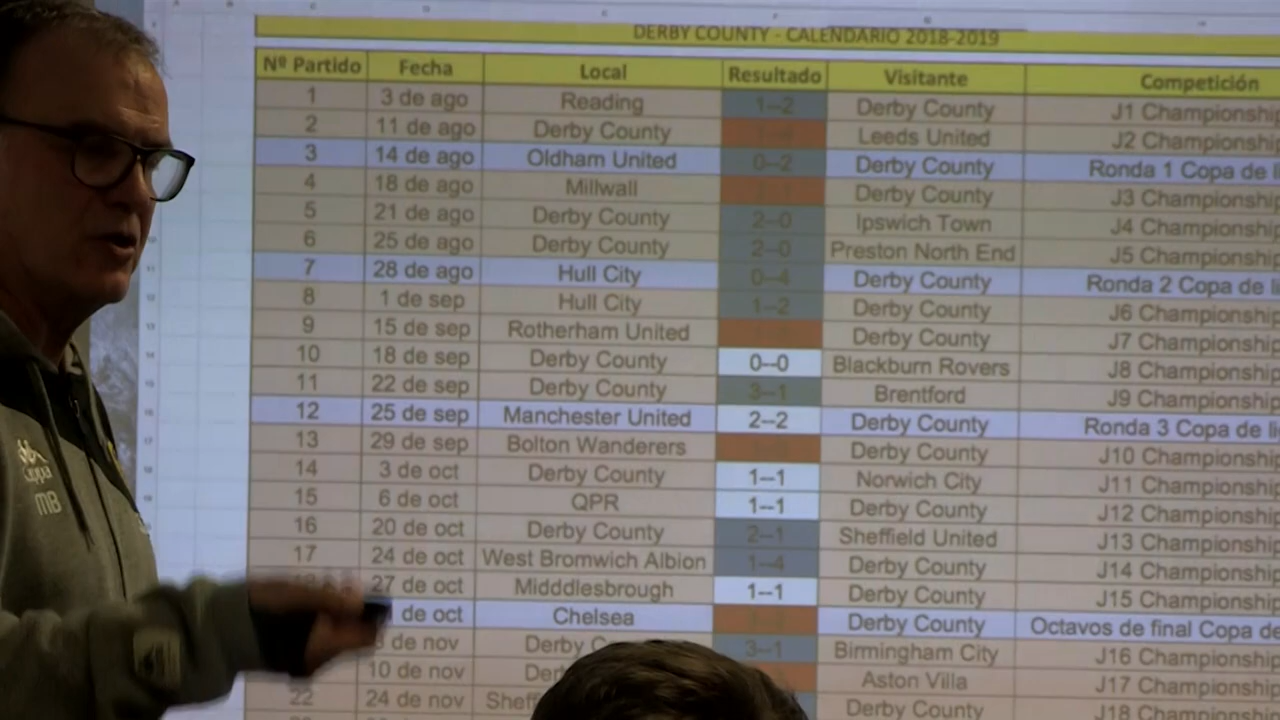 DERBY COUNTY - CALENDARIO 2018-2019
Nº Partido Fecha Local Resultado Visitante Competición
1 3 de ago Reading 1--2 Derby County J1 Championship
2 11 de ago Derby County Leeds United J2 Championship
3 14 de ago Oldham United 0--2 Derby County Ronda 1 Copa de
4 18 de ago Millwall Derby County J3 Championship
5 21 de ago Derby County 2--0 Ipswich Town J4 Championship
6 25 de ago Derby County 2--0 Preston North End J5 Championship
7 28 de ago Hull City 0--4 Derby County Ronda 2 Copa de
8 1 de sep Hull City 1--2 Derby County J6 Championship
9 15 de sep Rotherham United Derby County J7 Championship
10 18 de sep Derby County 0--0 Blackburn Rovers J8 Championship
11 22 de sep Derby County 3--1 Brentford J9 Championship
12 25 de sep Manchester United 2--2 Derby County Ronda 3 Copa de
13 29 de sep Bolton Wanderers Derby County J10 Championship
14 3 de oct Derby County 1--1 Norwich City J11 Championship
15 6 de oct QPR 1--1 Derby County J12 Championship
16 20 de oct Derby County 2--1 Sheffield United J13 Championship
17 24 de oct West Bromwich Albion 1--4 Derby County J14 Championship
27 de oct Midddlesbrough 1--1 Derby County J15 Championship
de oct Chelsea Derby County Octavos de final Copa de
de nov Derby 3--1 Birmingham City J16 Championship
10 de nov Aston Villa J17 Championship
22 24 de nov Derby County J18 Championship
Kappa
MB